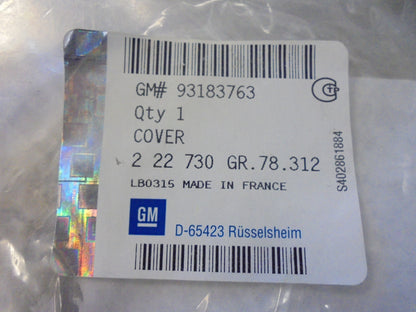 GM# 93183763
Qty 1
COVER
2 22 730 GR.78.312
LB0315 MADE IN FRANCE
GM
D-65423 Rüsselsheim
S402861884